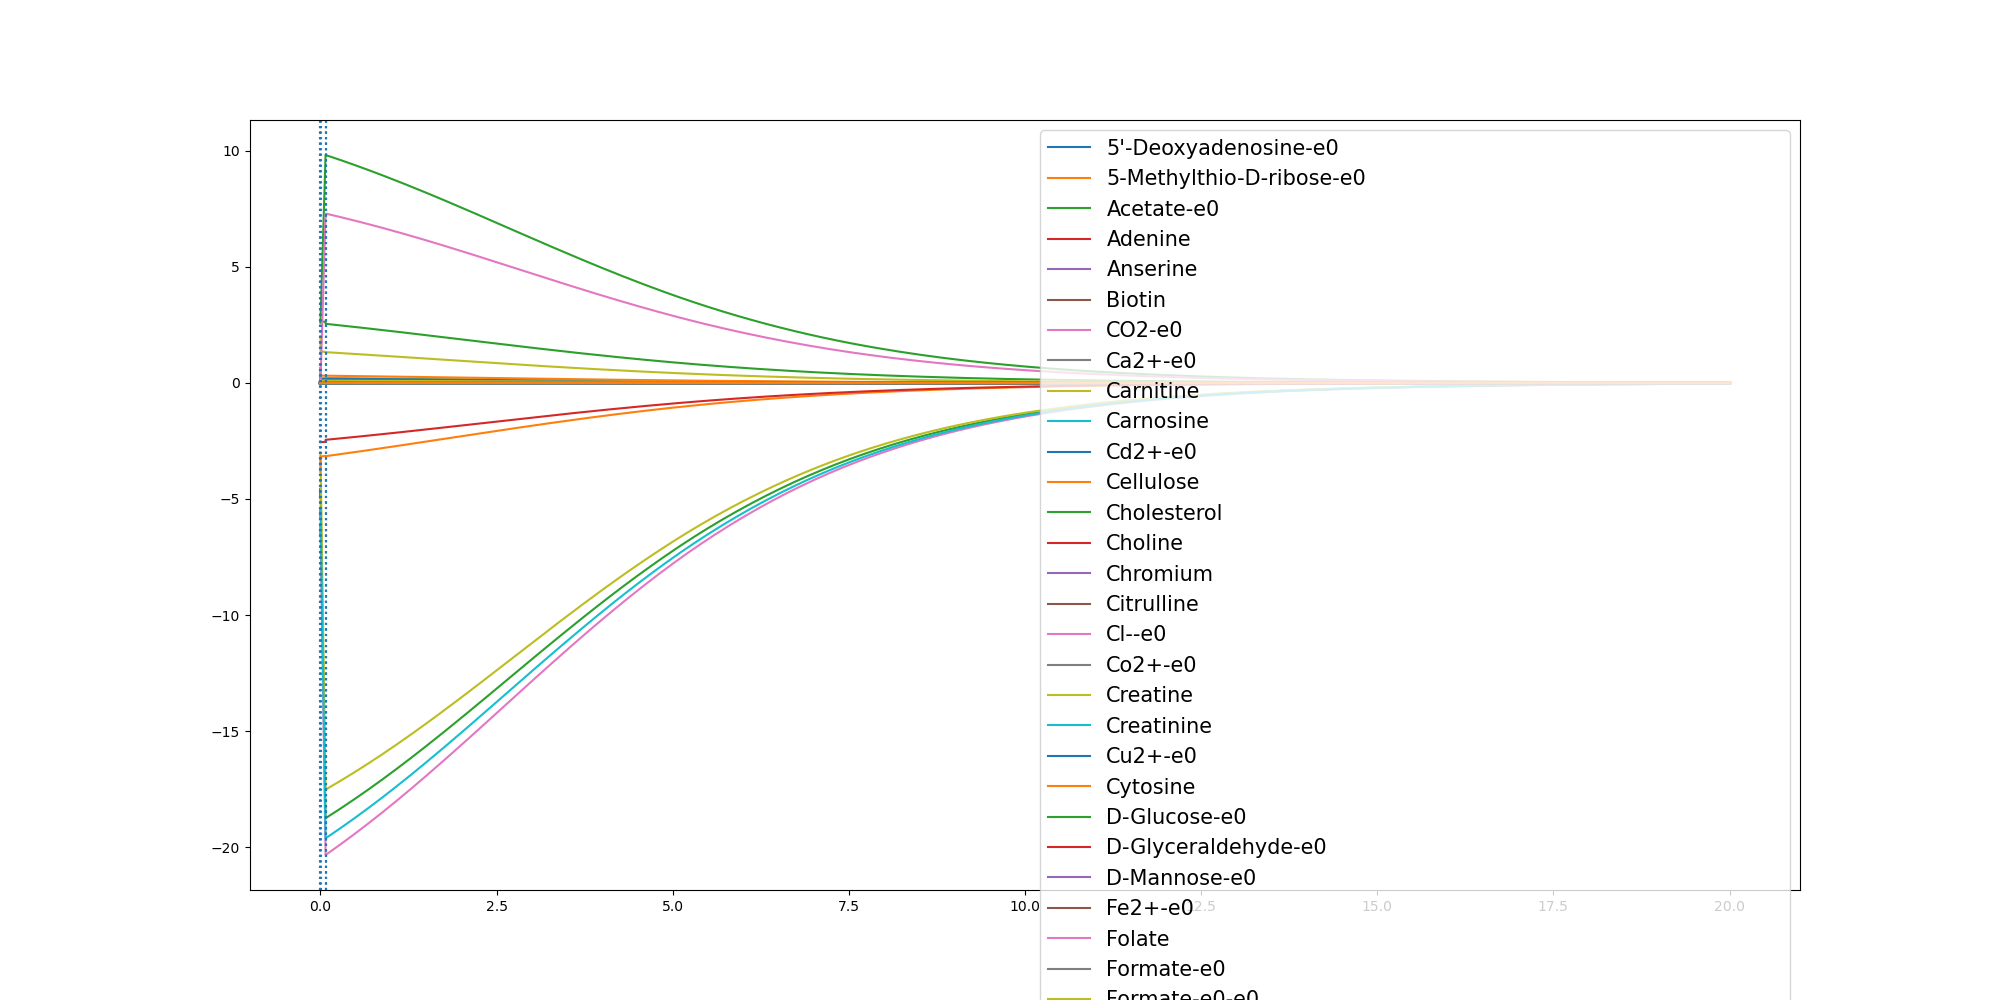 10
5
0
−5
−10
−15
−20
0.0
2.5
5.0
7.5
10.0
15.0
17.5
20.0
5'-Deoxyadenosine-e0
5-Methylthio-D-ribose-e0
Acetate-e0
Adenine
Anserine
Biotin
CO2-e0
Ca2+-e0
Carnitine
Carnosine
Cd2+-e0
Cellulose
Cholesterol
Choline
Chromium
Citrulline
Cl--e0
Co2+-e0
Creatine
Creatinine
Cu2+-e0
Cytosine
D-Glucose-e0
D-Glyceraldehyde-e0
D-Mannose-e0
Fe2+-e0
Folate
Formate-e0
Formate-e0-e0